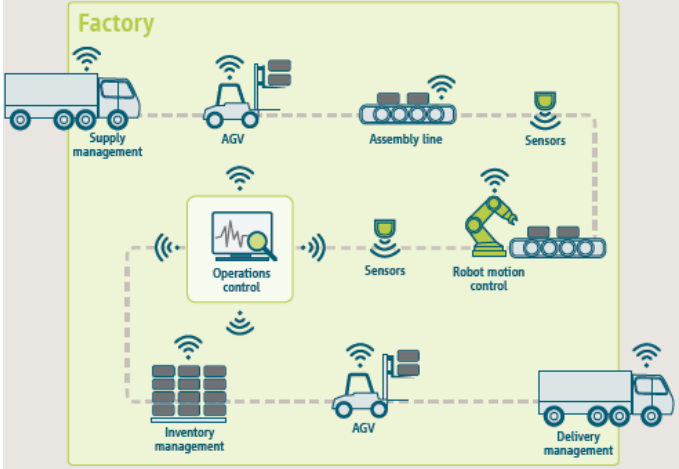 Factory
Supply
management
AGV
Assembly line
Sensors
Operations
control
Sensors
Robot motion
control
Inventory
management
AGV
Delivery
management